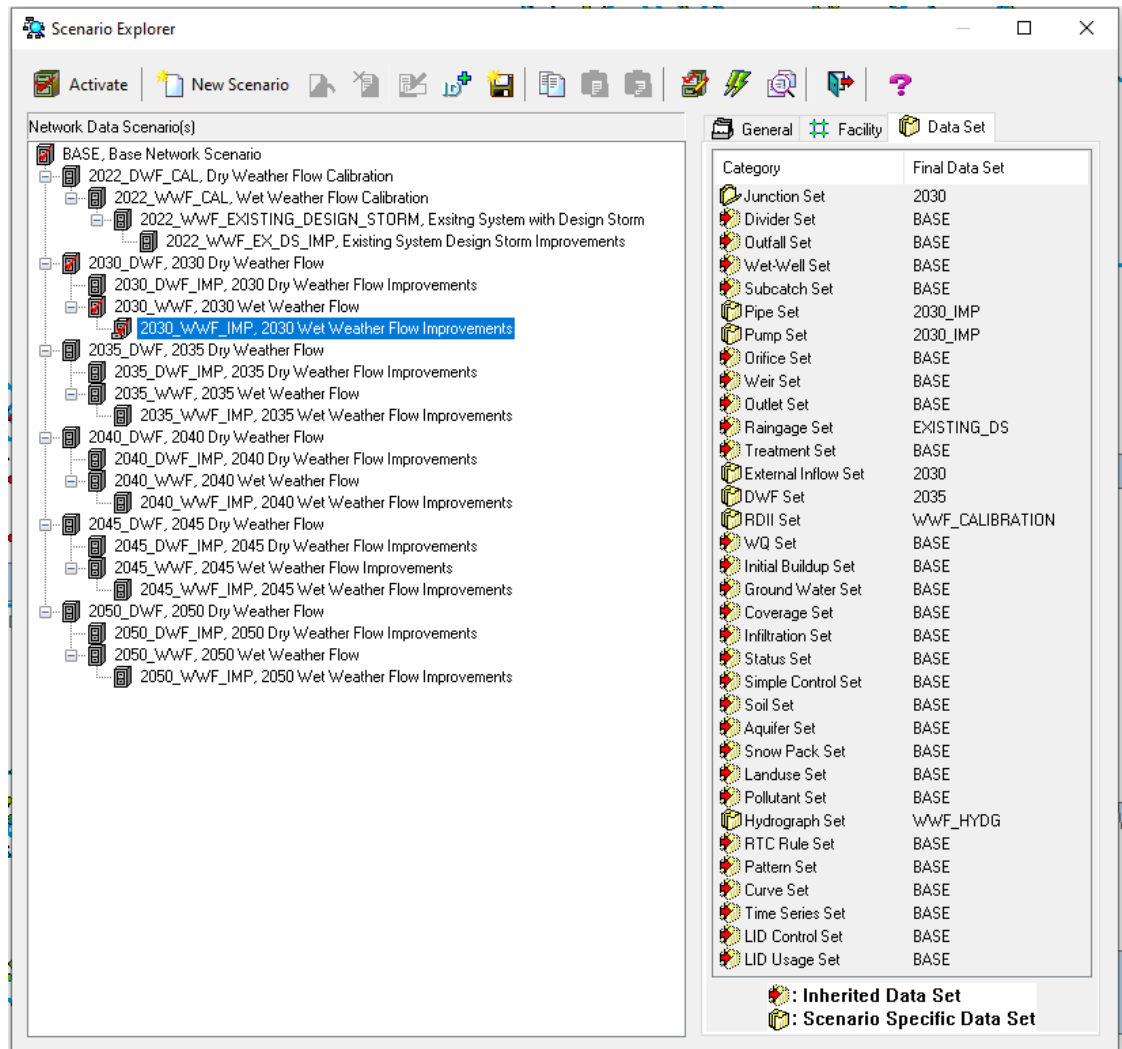 Scenario Explorer
Activate New Scenario
Network Data Scenario(s)
BASE, Base Network Scenario
2022_DWF_CAL, Dry Weather Flow Calibration
2022_WWF_CAL, Wet Weather Flow Calibration
2022_WWF_EXISTING_DESIGN_STORM, Exsitng System with Design Storm
2022_WWF_EX_DS_IMP, Existing System Design Storm Improvements
2030_DWF, 2030 Dry Weather Flow
2030_DWF_IMP, 2030 Dry Weather Flow Improvements
2030_WWF, 2030 Wet Weather Flow
2030_WWF_IMP, 2030 Wet Weather Flow Improvements
2035_DWF, 2035 Dry Weather Flow
2035_DWF_IMP, 2035 Dry Weather Flow Improvements
2035_WWF, 2035 Wet Weather Flow
2035_WWF_IMP, 2035 Wet Weather Flow Improvements
2040_DWF, 2040 Dry Weather Flow
2040_DWF_IMP, 2040 Dry Weather Flow Improvements
2040_WWF, 2040 Wet Weather Flow
2040_WWF_IMP, 2040 Wet Weather Flow Improvements
2045_DWF, 2045 Dry Weather Flow
2045_DWF_IMP, 2045 Dry Weather Flow Improvements
2045_WWF, 2045 Wet Weather Flow Improvements
2045_WWF_IMP, 2045 Wet Weather Flow Improvements
2050_DWF, 2050 Dry Weather Flow
2050_DWF_IMP, 2050 Dry Weather Flow Improvements
2050_WWF, 2050 Wet Weather Flow
2050_WWF_IMP, 2050 Wet Weather Flow Improvements
General Facility Data Set
Category Final Data Set
Junction Set 2030
Divider Set BASE
Outfall Set BASE
Wet-Well Set BASE
Subcatch Set BASE
Pipe Set 2030_IMP
Pump Set 2030_IMP
Orifice Set BASE
Weir Set BASE
Outlet Set BASE
Raingage Set EXISTING_DS
Treatment Set BASE
External Inflow Set 2030
DWF Set 2035
RDII Set WWF_CALIBRATION
WQ Set BASE
Initial Buildup Set BASE
Ground Water Set BASE
Coverage Set BASE
Infiltration Set BASE
Status Set BASE
Simple Control Set BASE
Soil Set BASE
Aquifer Set BASE
Snow Pack Set BASE
Landuse Set BASE
Pollutant Set BASE
Hydrograph Set WWF_HYDG
RTC Rule Set BASE
Pattern Set BASE
Curve Set BASE
Time Series Set BASE
LID Control Set BASE
LID Usage Set BASE
: Inherited Data Set
: Scenario Specific Data Set